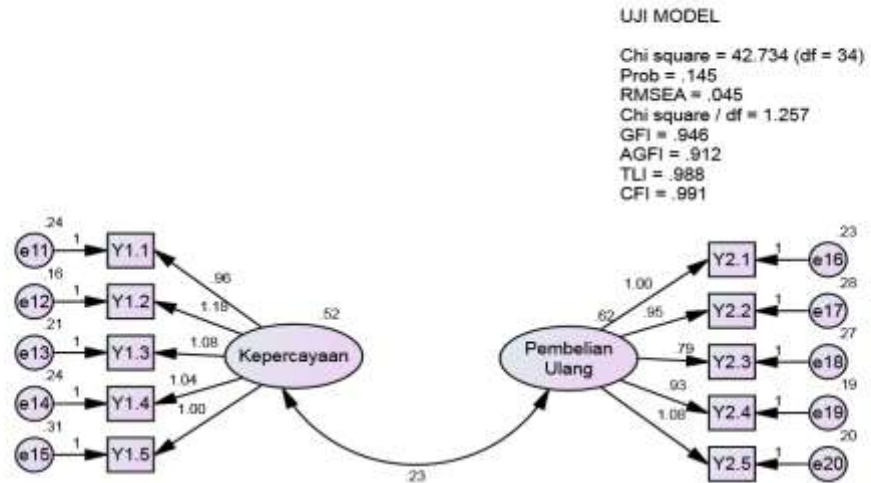 UJI MODEL
Chi square = 42.734 (df = 34)
Prob = .145
RMSEA = .045
Chi square / df = 1.257
GFI = .946
AGFI = .912
TLI = .988
CFI = .991
.24
e11 1 Y1.1
.16
e12 1 Y1.2
.21
e13 1 Y1.3
.24
e14 1 Y1.4
.31
e15 1 Y1.5
.96
1.18
1.08
1.04
1.00
.52
Kepercayaan
.23
.62
Pembelian
Ulang
1.00
.95
.79
.93
1.08
.23
Y2.1 1 e16
.28
Y2.2 1 e17
.27
Y2.3 1 e18
.19
Y2.4 1 e19
.20
Y2.5 1 e20